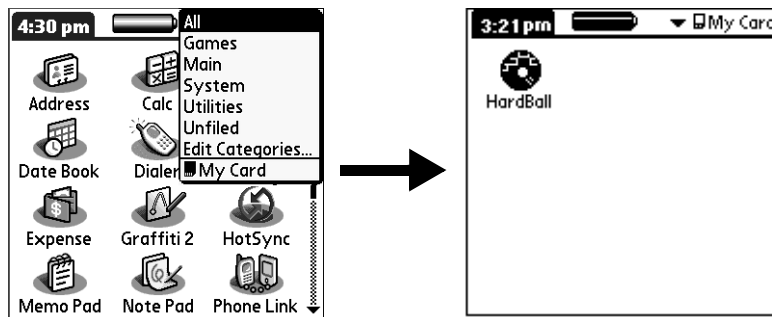 4:30 pm
All
Games
Main
System
Utilities
Unfiled
Edit Categories...
My Card
Address
Calc
Date Book
Dialer
Expense
Graffiti 2
HotSync
Memo Pad
Note Pad
Phone Link
3:21 pm
My Card
HardBall